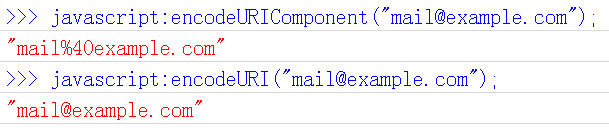 >>> javascript:encodeURIComponent("mail@example.com");
"mail%40example.com"
>>> javascript:encodeURI("mail@example.com");
"mail@example.com"